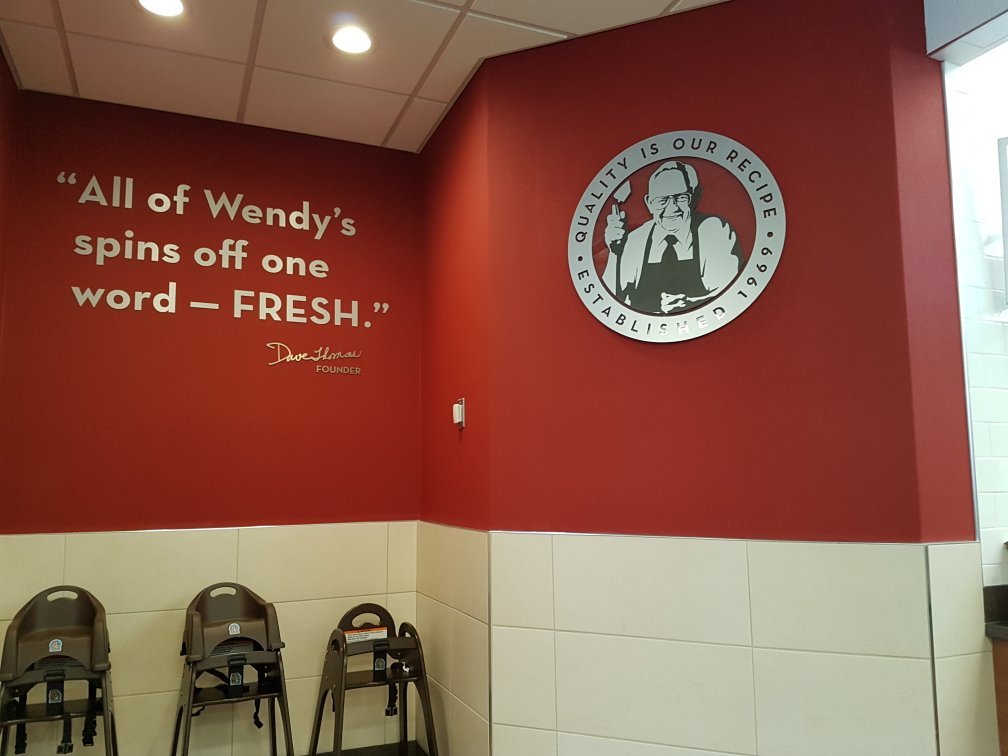 “All of Wendy’s
spins off one
word – FRESH.”
Dave Thomas
FOUNDER
QUALITY IS OUR RECIPE
• ESTABLISHED 1969 •